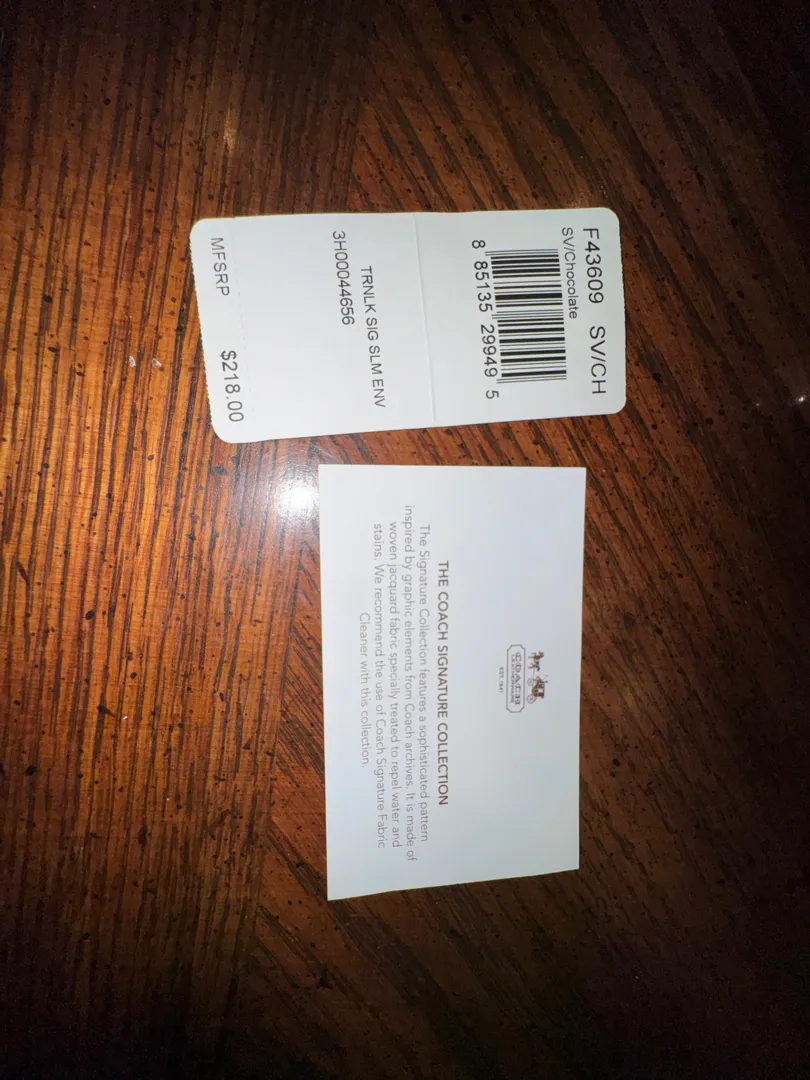 F43609 SV/CH
SV/Chocolate
8 85135 29949 5
TRNLK SIG SLM ENV
3H00044656
MFSRP $218.00
COACH
EST. 1941
THE COACH SIGNATURE COLLECTION
The Signature Collection features a sophisticated pattern
inspired by graphic elements from Coach archives. It is made of
woven jacquard fabric specially treated to repel water and
stains. We recommend the use of Coach Signature Fabric
Cleaner with this collection.